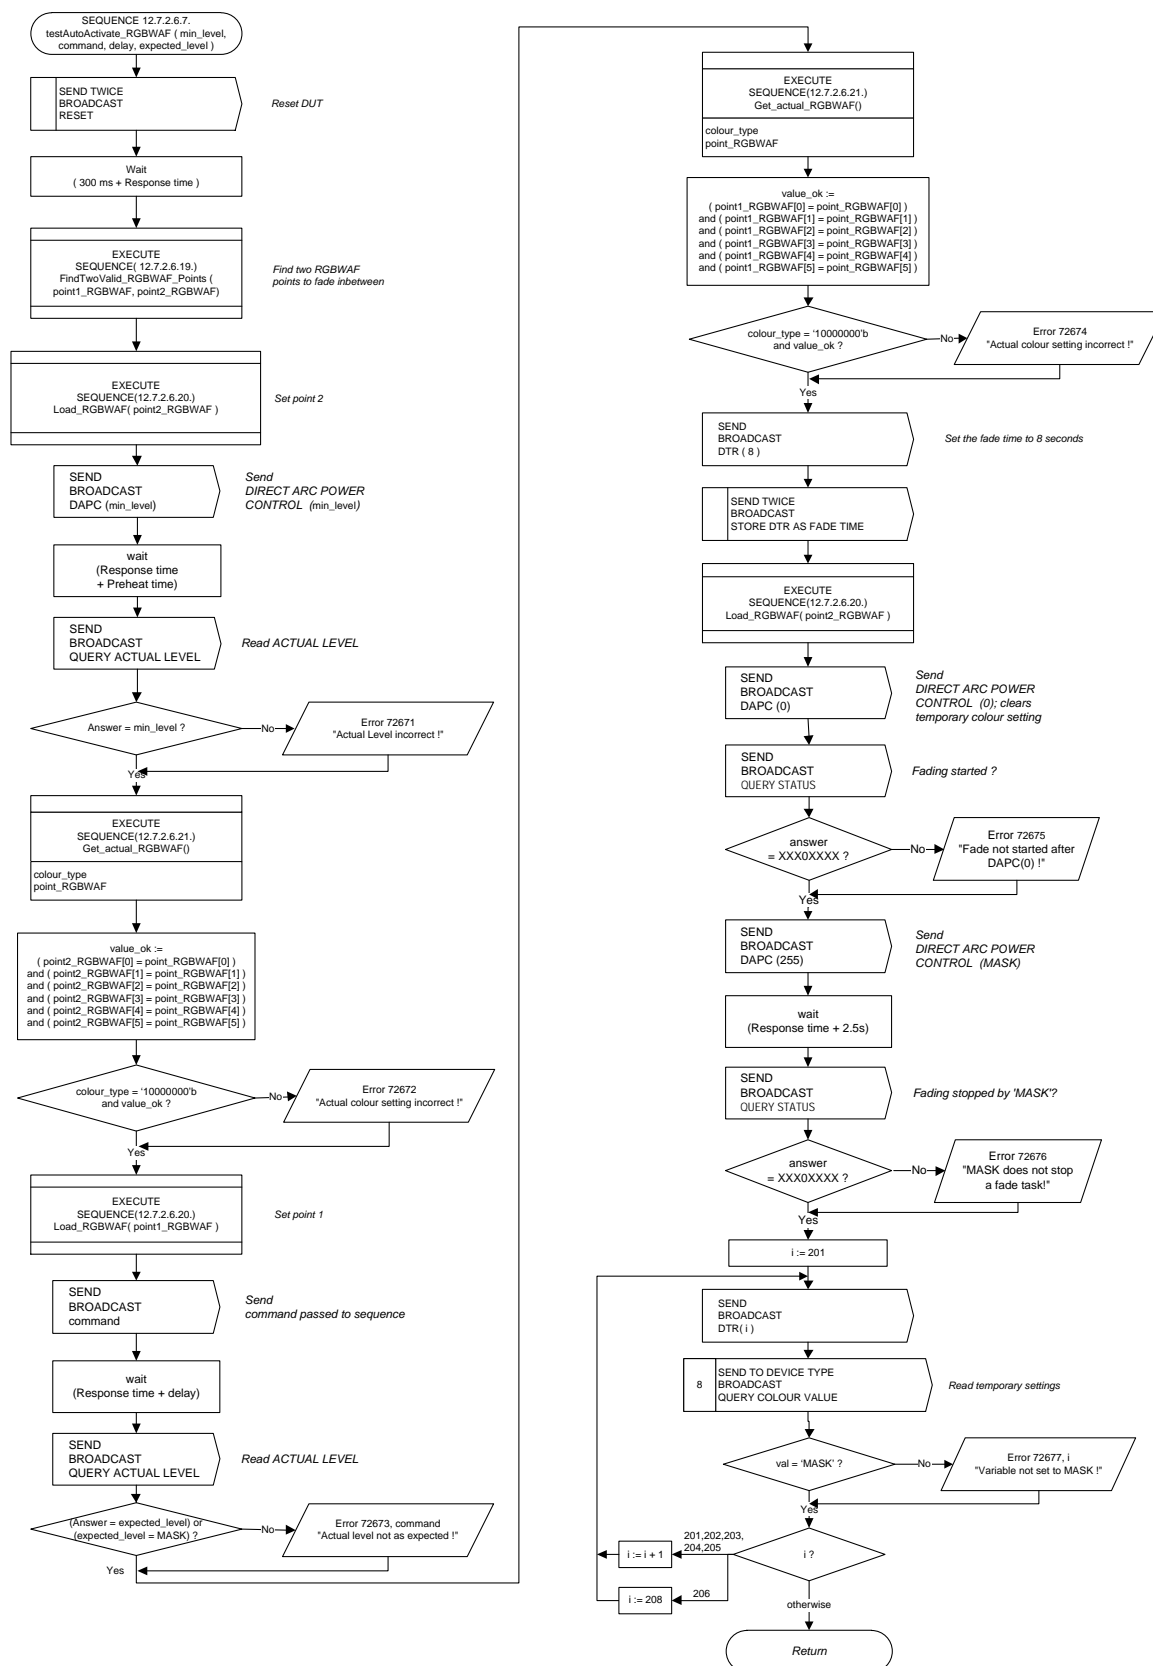 SEQUENCE 12.7.2.6.7.
testAutoActivate_RGBWAF ( min_level,
command, delay, expected_level )
SEND TWICE
BROADCAST
RESET
Reset DUT
Wait
( 300 ms + Response time )
EXECUTE
SEQUENCE( 12.7.2.6.19.)
FindTwoValid_RGBWAF_Points (
point1_RGBWAF, point2_RGBWAF)
Find two RGBWAF
points to fade inbetween
EXECUTE
SEQUENCE(12.7.2.6.20.)
Load_RGBWAF( point2_RGBWAF )
Set point 2
SEND
BROADCAST
DAPC (min_level)
Send
DIRECT ARC POWER
CONTROL (min_level)
wait
(Response time
+ Preheat time)
SEND
BROADCAST
QUERY ACTUAL LEVEL
Read ACTUAL LEVEL
Answer = min_level ?
No
Error 72671
"Actual Level incorrect !"
Yes
EXECUTE
SEQUENCE(12.7.2.6.21.)
Get_actual_RGBWAF()
colour_type
point_RGBWAF
value_ok :=
( point2_RGBWAF[0] = point_RGBWAF[0] )
and ( point2_RGBWAF[1] = point_RGBWAF[1] )
and ( point2_RGBWAF[2] = point_RGBWAF[2] )
and ( point2_RGBWAF[3] = point_RGBWAF[3] )
and ( point2_RGBWAF[4] = point_RGBWAF[4] )
and ( point2_RGBWAF[5] = point_RGBWAF[5] )
colour_type = '10000000'b
and value_ok ?
No
Error 72672
"Actual colour setting incorrect !"
Yes
EXECUTE
SEQUENCE(12.7.2.6.20.)
Load_RGBWAF( point1_RGBWAF )
Set point 1
SEND
BROADCAST
command
Send
command passed to sequence
wait
(Response time + delay)
SEND
BROADCAST
QUERY ACTUAL LEVEL
Read ACTUAL LEVEL
(Answer = expected_level) or
(expected_level = MASK) ?
No
Error 72673, command
"Actual level not as expected !"
Yes
EXECUTE
SEQUENCE(12.7.2.6.21.)
Get_actual_RGBWAF()
colour_type
point_RGBWAF
value_ok :=
( point1_RGBWAF[0] = point_RGBWAF[0] )
and ( point1_RGBWAF[1] = point_RGBWAF[1] )
and ( point1_RGBWAF[2] = point_RGBWAF[2] )
and ( point1_RGBWAF[3] = point_RGBWAF[3] )
and ( point1_RGBWAF[4] = point_RGBWAF[4] )
and ( point1_RGBWAF[5] = point_RGBWAF[5] )
colour_type = '10000000'b
and value_ok ?
No
Error 72674
"Actual colour setting incorrect !"
Yes
SEND
BROADCAST
DTR ( 8 )
Set the fade time to 8 seconds
SEND TWICE
BROADCAST
STORE DTR AS FADE TIME
EXECUTE
SEQUENCE(12.7.2.6.20.)
Load_RGBWAF( point2_RGBWAF )
SEND
BROADCAST
DAPC (0)
Send
DIRECT ARC POWER
CONTROL (0); clears
temporary colour setting
SEND
BROADCAST
QUERY STATUS
Fading started ?
answer
= XXX0XXXX ?
No
Error 72675
"Fade not started after
DAPC(0) !"
Yes
SEND
BROADCAST
DAPC (255)
Send
DIRECT ARC POWER
CONTROL (MASK)
wait
(Response time + 2.5s)
SEND
BROADCAST
QUERY STATUS
Fading stopped by 'MASK'?
answer
= XXX0XXXX ?
No
Error 72676
"MASK does not stop
a fade task!"
Yes
i := 201
SEND
BROADCAST
DTR( i )
8
SEND TO DEVICE TYPE
BROADCAST
QUERY COLOUR VALUE
Read temporary settings
val = 'MASK' ?
No
Error 72677, i
"Variable not set to MASK !"
Yes
i ?
201,202,203,
204,205
i := i + 1
206
i := 208
otherwise
Return